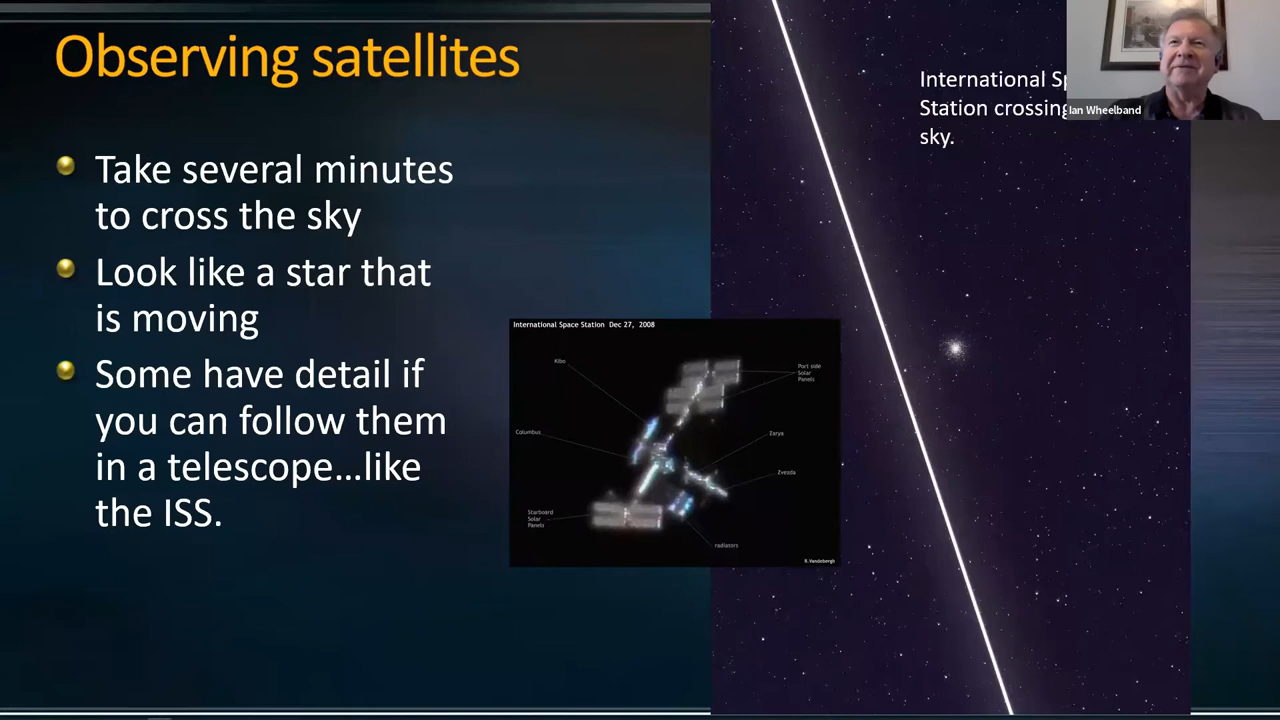 Observing satellites
Take several minutes
to cross the sky
Look like a star that
is moving
Some have detail if
you can follow them
in a telescope...like
the ISS.
International Sp
Station crossing
sky.
Ian Wheelband
International Space Station Dec 27, 2008
Kibo
Port side
Solar
Panels
Columbus
Zarya
Zvezda
Starboard
Solar
Panels
radiators
R.Vandebergh